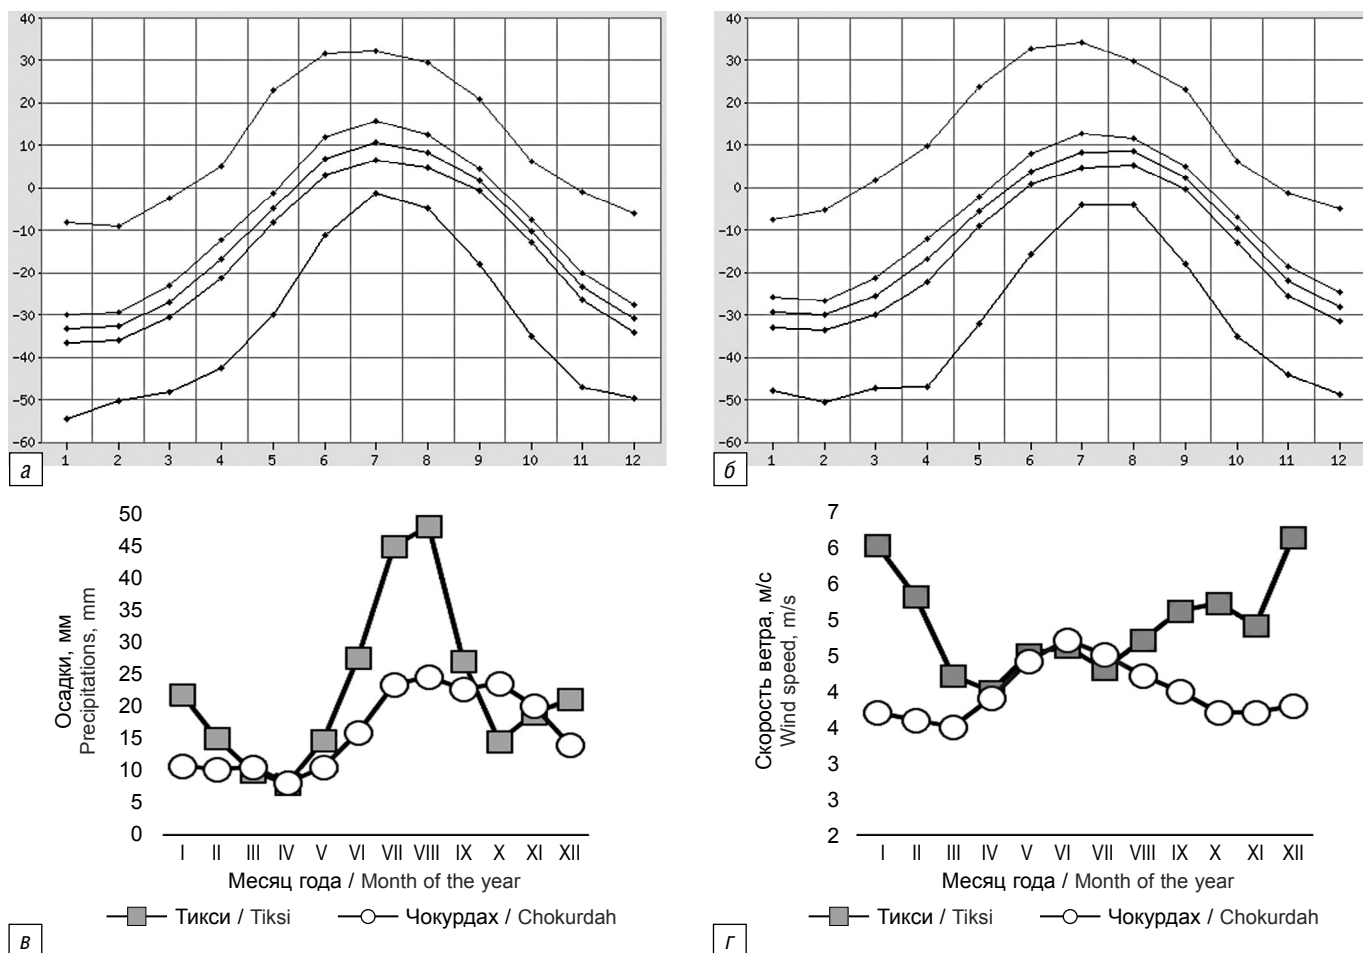 40
30
20
10
0
−10
−20
−30
−40
−50
−60
1 2 3 4 5 6 7 8 9 10 11 12
а
40
30
20
10
0
−10
−20
−30
−40
−50
−60
1 2 3 4 5 6 7 8 9 10 11 12
б
Осадки, мм
Precipitations, mm
50
45
40
35
30
25
20
15
10
5
0
I II III IV V VI VII VIII IX X XI XII
Месяц года / Month of the year
Тикси / Tiksi Чокурдах / Chokurdah
в
Скорость ветра, м/с
Wind speed, m/s
7
6
6
5
5
4
4
3
3
2
I II III IV V VI VII VIII IX X XI XII
Месяц года / Month of the year
Тикси / Tiksi Чокурдах / Chokurdah
г